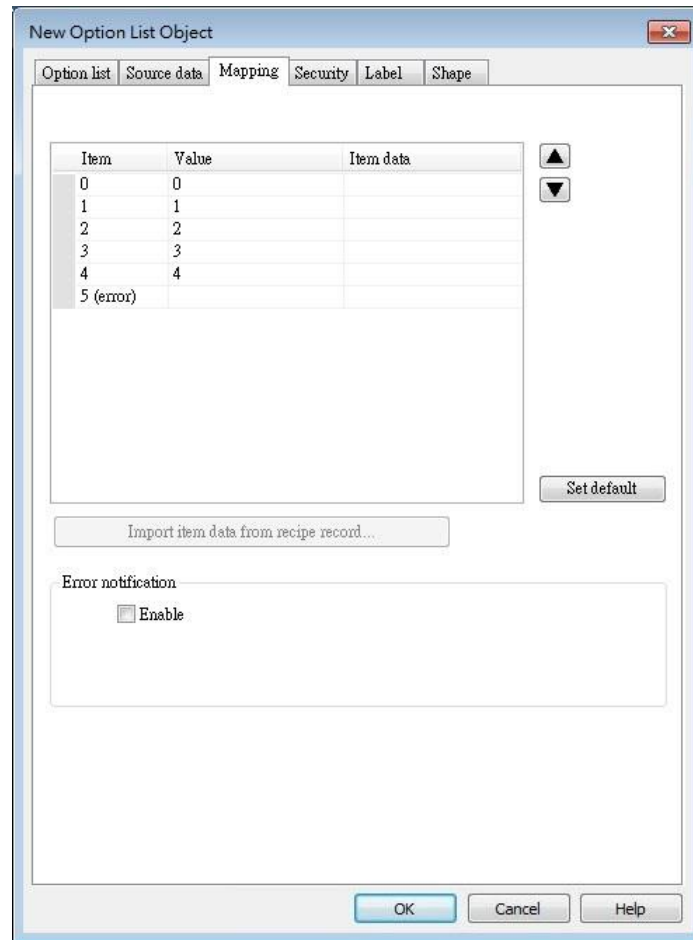 New Option List Object
Option list Source data Mapping Security Label Shape
Item Value Item data
0 0
1 1
2 2
3 3
4 4
5 (error)
Set default
Import item data from recipe record...
Error notification
Enable
OK Cancel Help